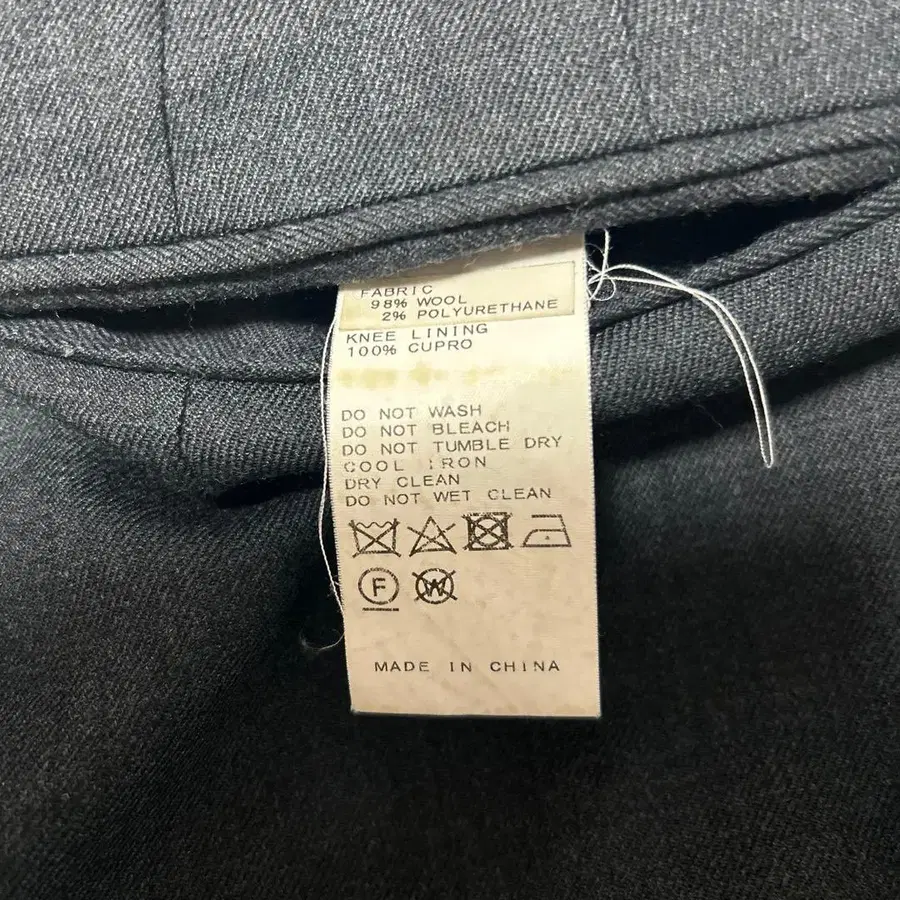 FABRIC
98% WOOL
2% POLYURETHANE
KNEE LINING
100% CUPRO
DO NOT WASH
DO NOT BLEACH
DO NOT TUMBLE DRY
COOL IRON
DRY CLEAN
DO NOT WET CLEAN
F W
MADE IN CHINA